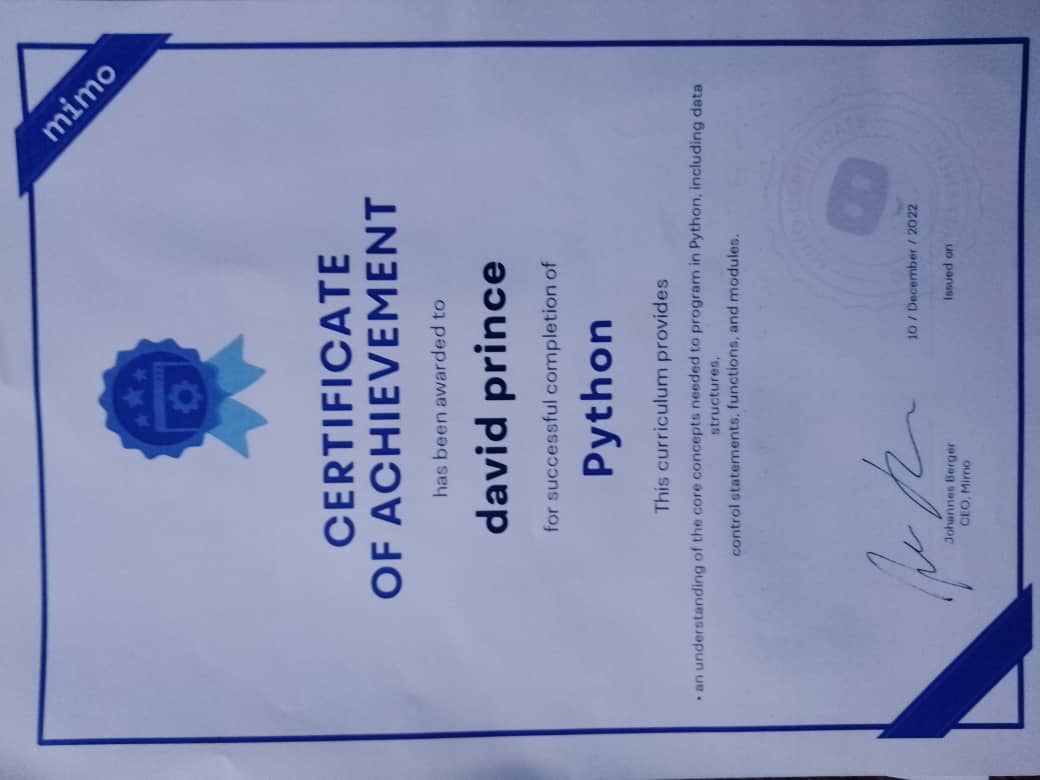 mimo
CERTIFICATE
OF ACHIEVEMENT
has been awarded to
david prince
for successful completion of
Python
This curriculum provides
• an understanding of the core concepts needed to program in Python, including data
structures,
control statements, functions, and modules.
10 / December / 2022
Issued on
Johannes Berger
CEO, Mimo